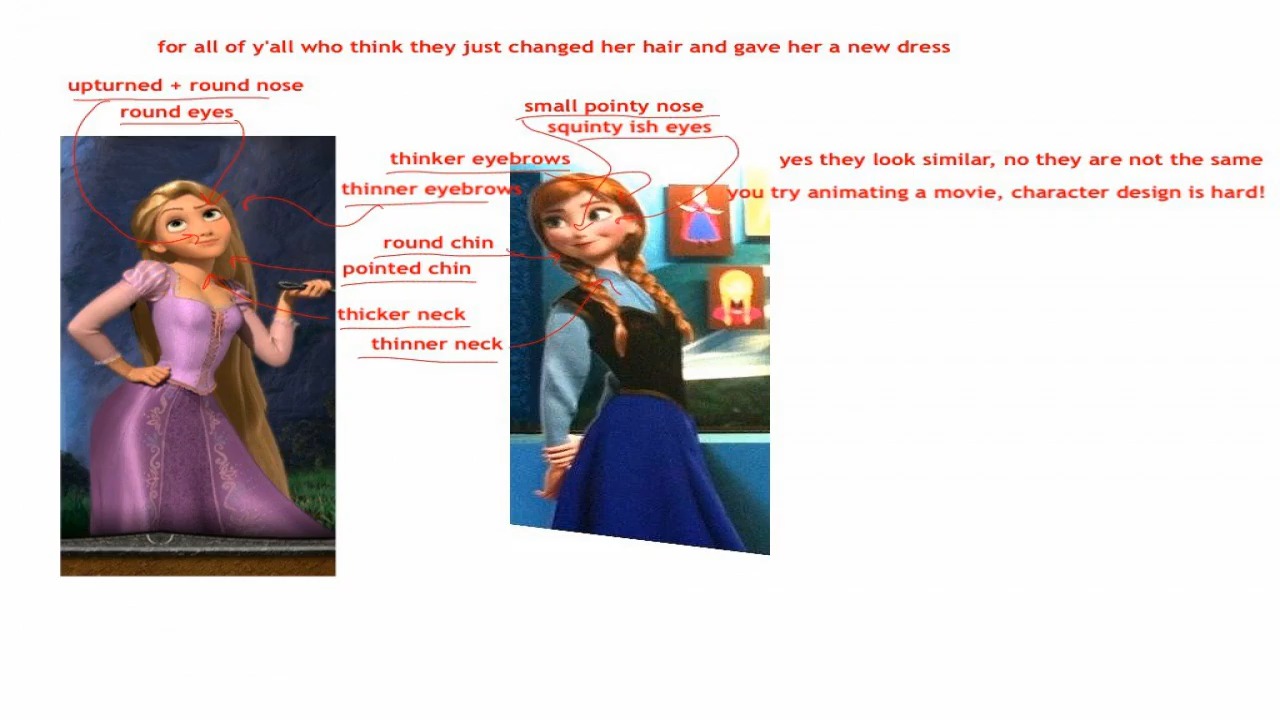 for all of y'all who think they just changed her hair and gave her a new dress
upturned + round nose
round eyes
small pointy nose
squinty ish eyes
thinker eyebrows
thinner eyebrows
yes they look similar, no they are not the same
you try animating a movie, character design is hard!
round chin
pointed chin
thicker neck
thinner neck